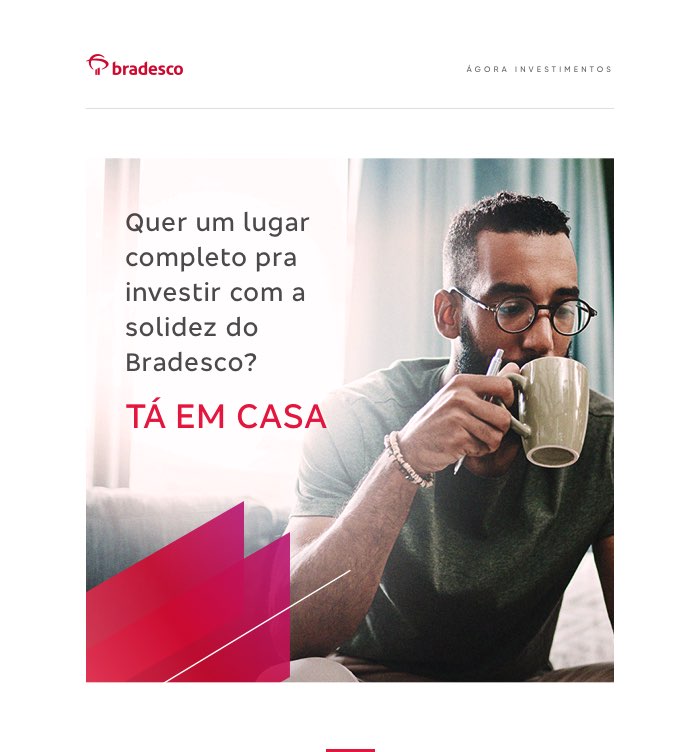 bradesco
ÁGORA INVESTIMENTOS
Quer um lugar
completo pra
investir com a
solidez do
Bradesco?
TÁ EM CASA